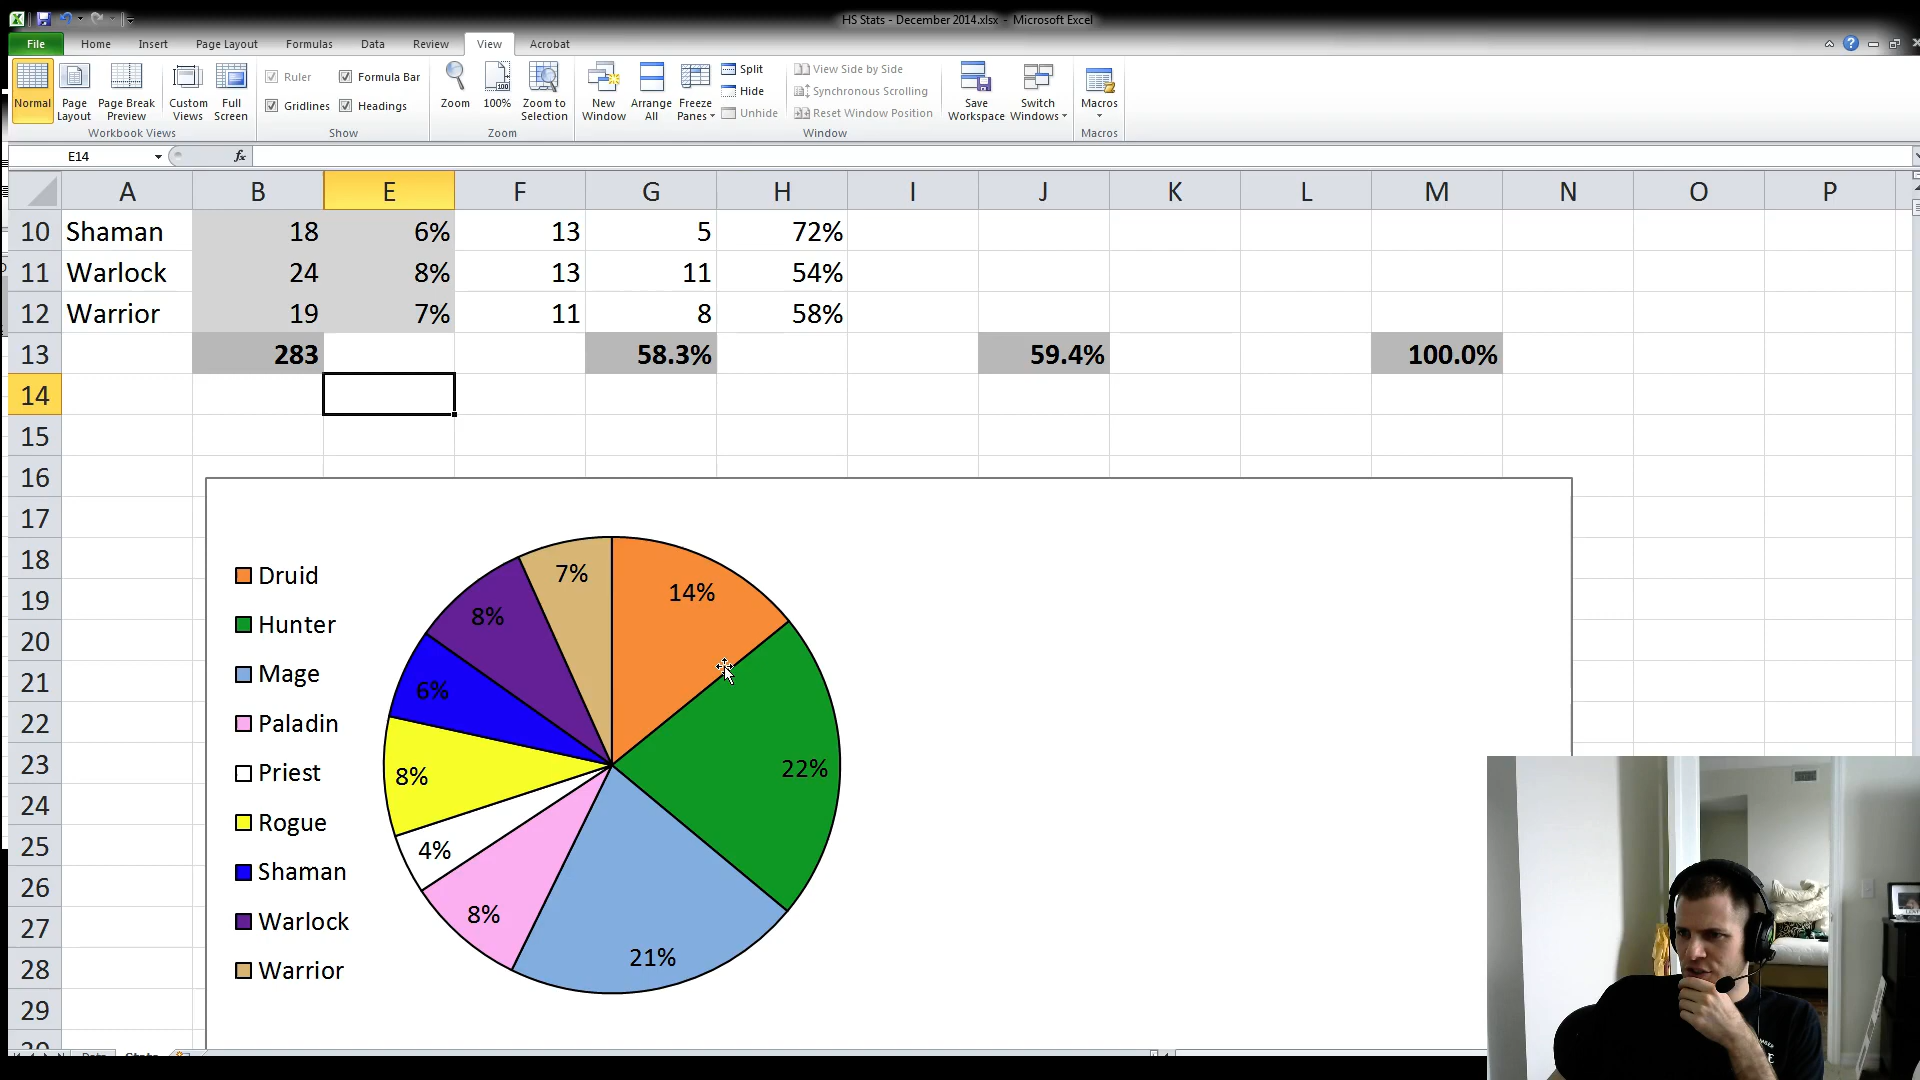 HS Stats - December 2014.xlsx - Microsoft Excel
File Home Insert Page Layout Formulas Data Review View Acrobat
Normal Page Layout Page Break Preview Custom Views Full Screen
Workbook Views
Ruler Formula Bar
Gridlines Headings
Show
Zoom 100% Zoom to Selection
Zoom
New Window Arrange All Freeze Panes
Split
Hide
Unhide
View Side by Side
Synchronous Scrolling
Reset Window Position
Save Workspace Switch Windows
Window
Macros
Macros
E14 fx
A B E F G H I J K L M N O P
10 Shaman 18 6% 13 5 72%
11 Warlock 24 8% 13 11 54%
12 Warrior 19 7% 11 8 58%
13 283 58.3% 59.4% 100.0%
14
15
16
17
18
19
20
21
22
23
24
25
26
27
28
29
Druid
Hunter
Mage
Paladin
Priest
Rogue
Shaman
Warlock
Warrior
14%
22%
21%
8%
4%
8%
6%
8%
7%